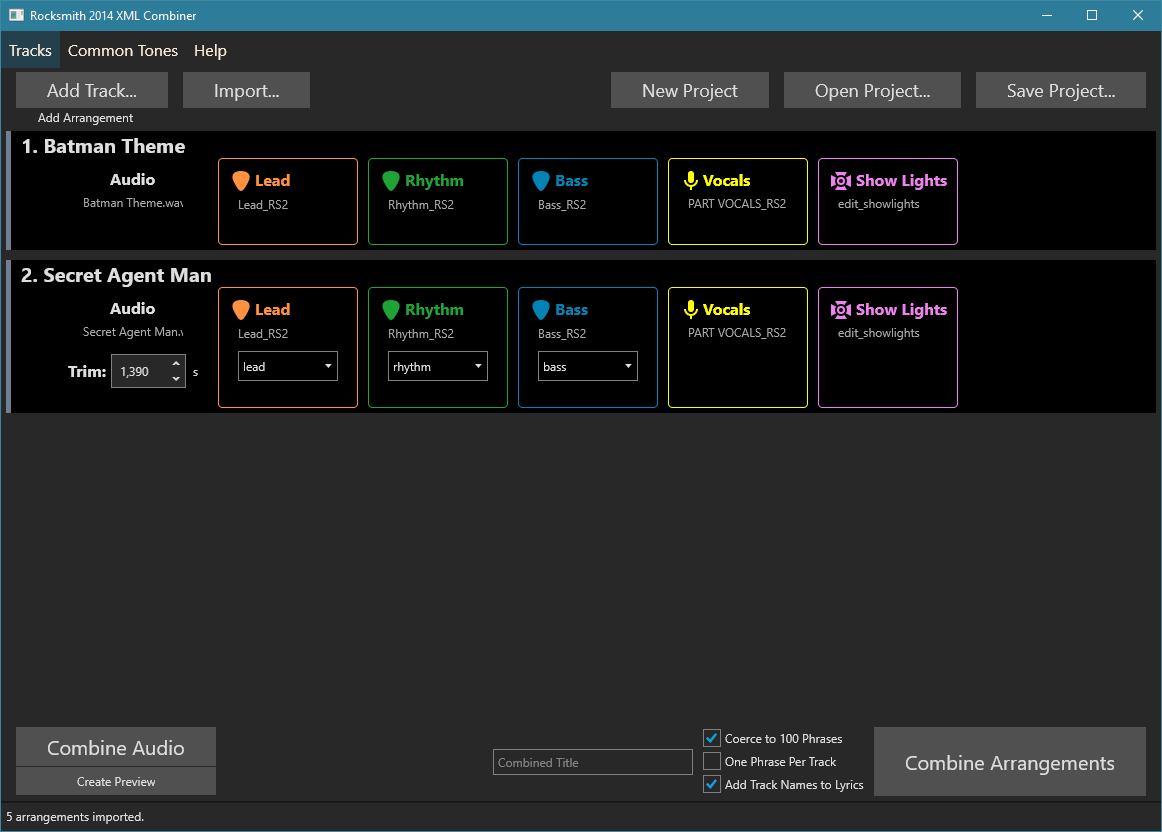 Rocksmith 2014 XML Combiner
Tracks Common Tones Help
Add Track... Import... New Project Open Project... Save Project...
Add Arrangement
1. Batman Theme
Audio Lead Rhythm Bass Vocals Show Lights
Batman Theme.wav Lead_RS2 Rhythm_RS2 Bass_RS2 PART VOCALS_RS2 edit_showlights
2. Secret Agent Man
Audio Lead Rhythm Bass Vocals Show Lights
Secret Agent Man Lead_RS2 Rhythm_RS2 Bass_RS2 PART VOCALS_RS2 edit_showlights
Trim: 1,390 s lead rhythm bass
Combine Audio
Create Preview
Combined Title
Coerce to 100 Phrases
One Phrase Per Track
Add Track Names to Lyrics
Combine Arrangements
5 arrangements imported.